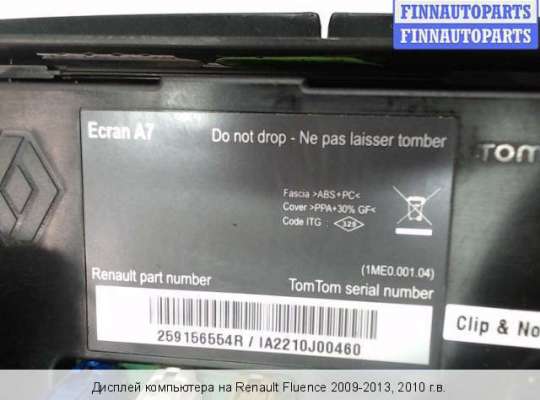 FINNAUTOPARTS
FINNAUTOPARTS
Ecran A7
Do not drop - Ne pas laisser tomber
TOM
Fascia >ABS+PC<
Cover >PPA+30% GF<
Code ITG : 325
(1ME0.001.04)
Renault part number
TomTom serial number
259156554R / IA2210J00460
Clip & No
Дисплей компьютера на Renault Fluence 2009-2013, 2010 г.в.